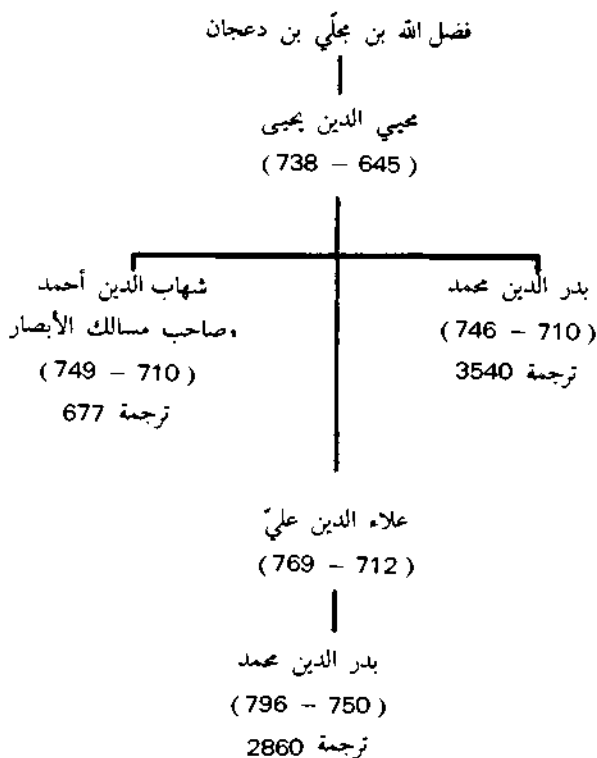 فضل الله بن مجلّي بن دعجان
محيي الدين يحيى
(645 – 738)
بدر الدين محمد
(710 – 746)
ترجمة 3540
شهاب الدين أحمد
صاحب مسالك الأبصار
(710 – 749)
ترجمة 677
علاء الدين عليّ
(712 – 769)
بدر الدين محمد
(750 – 796)
ترجمة 2860